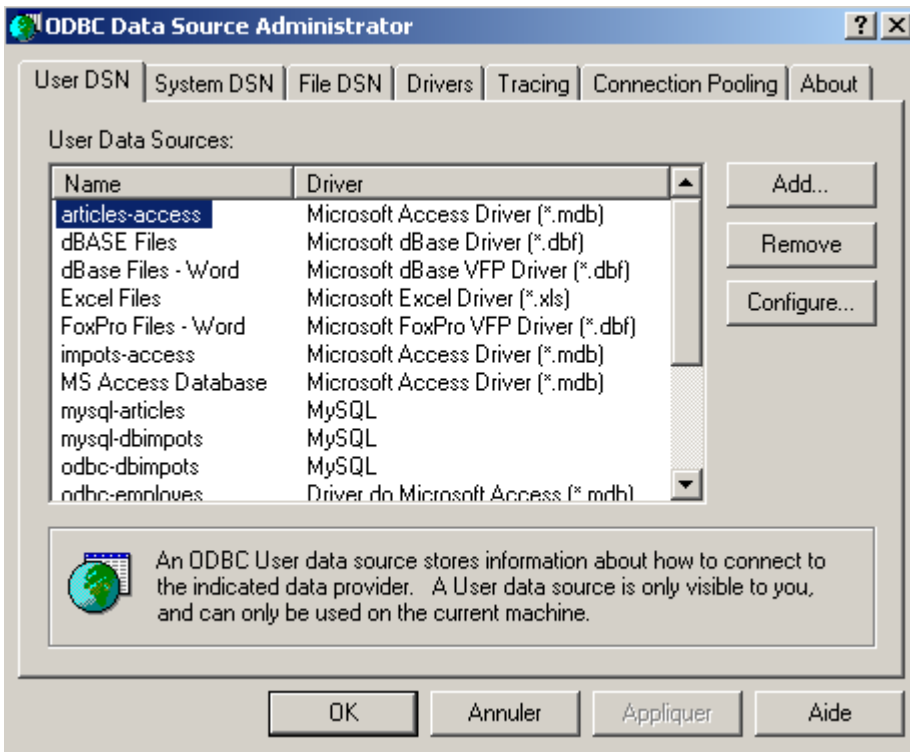 ODBC Data Source Administrator
User DSN System DSN File DSN Drivers Tracing Connection Pooling About
User Data Sources:
Name Driver
articles-access Microsoft Access Driver (*.mdb)
dBASE Files Microsoft dBase Driver (*.dbf)
dBase Files - Word Microsoft dBase VFP Driver (*.dbf)
Excel Files Microsoft Excel Driver (*.xls)
FoxPro Files - Word Microsoft FoxPro VFP Driver (*.dbf)
impots-access Microsoft Access Driver (*.mdb)
MS Access Database Microsoft Access Driver (*.mdb)
mysql-articles MySQL
mysql-dbimpots MySQL
odbc-dbimpots MySQL
odbc-employes Driver do Microsoft Access (*.mdb)
Add...
Remove
Configure...
An ODBC User data source stores information about how to connect to
the indicated data provider. A User data source is only visible to you,
and can only be used on the current machine.
OK Annuler Appliquer Aide